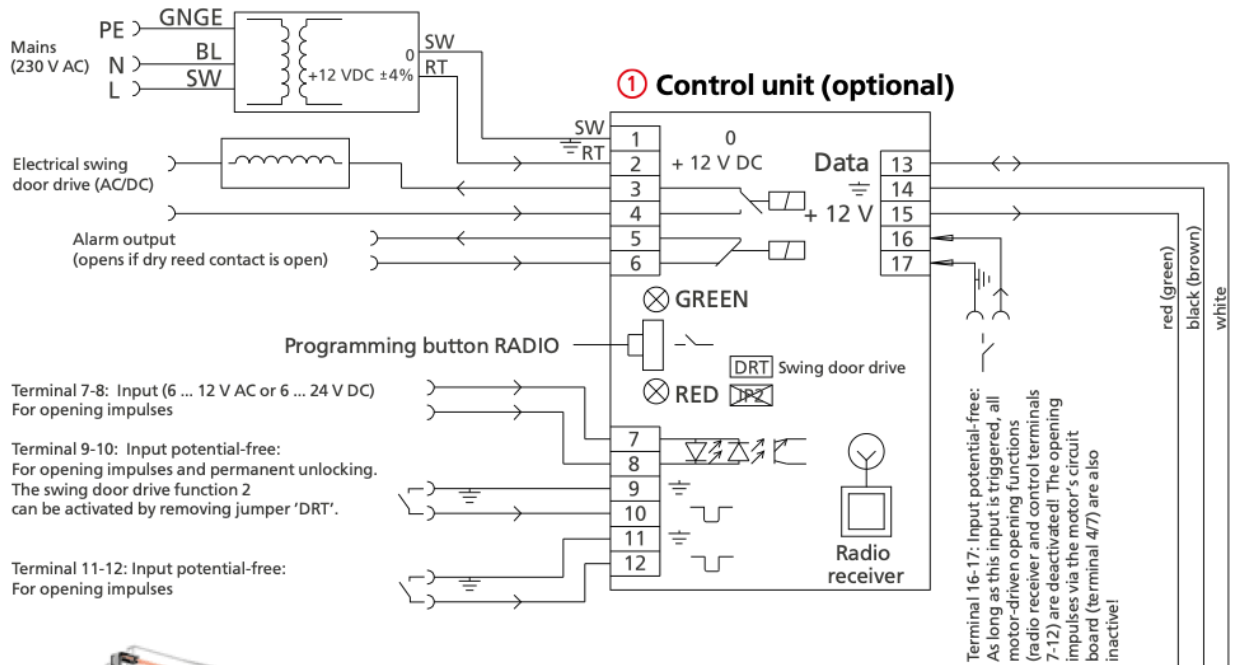 GNGE
PE
Mains
(230 V AC)
N
BL
L
SW
0
+12 VDC ±4%
SW
RT
① Control unit (optional)
SW
RT
1
0
2
+ 12 V DC
3
4
5
6
Data
13
14
+ 12 V
15
16
17
Electrical swing
door drive (AC/DC)
Alarm output
(opens if dry reed contact is open)
GREEN
Programming button RADIO
DRT
Swing door drive
RED
JP2
Terminal 7-8: Input (6 ... 12 V AC or 6 ... 24 V DC)
For opening impulses
Terminal 9-10: Input potential-free:
For opening impulses and permanent unlocking.
The swing door drive function 2
can be activated by removing jumper ’DRT’.
Terminal 11-12: Input potential-free:
For opening impulses
7
8
9
10
11
12
Radio
receiver
Terminal 16-17: Input potential-free:
As long as this input is triggered, all
motor-driven opening functions
(radio receiver and control terminals
7-12) are deactivated! The opening
impulses via the motor’s circuit
board (terminal 4/7) are also
inactive!
red (green)
black (brown)
white